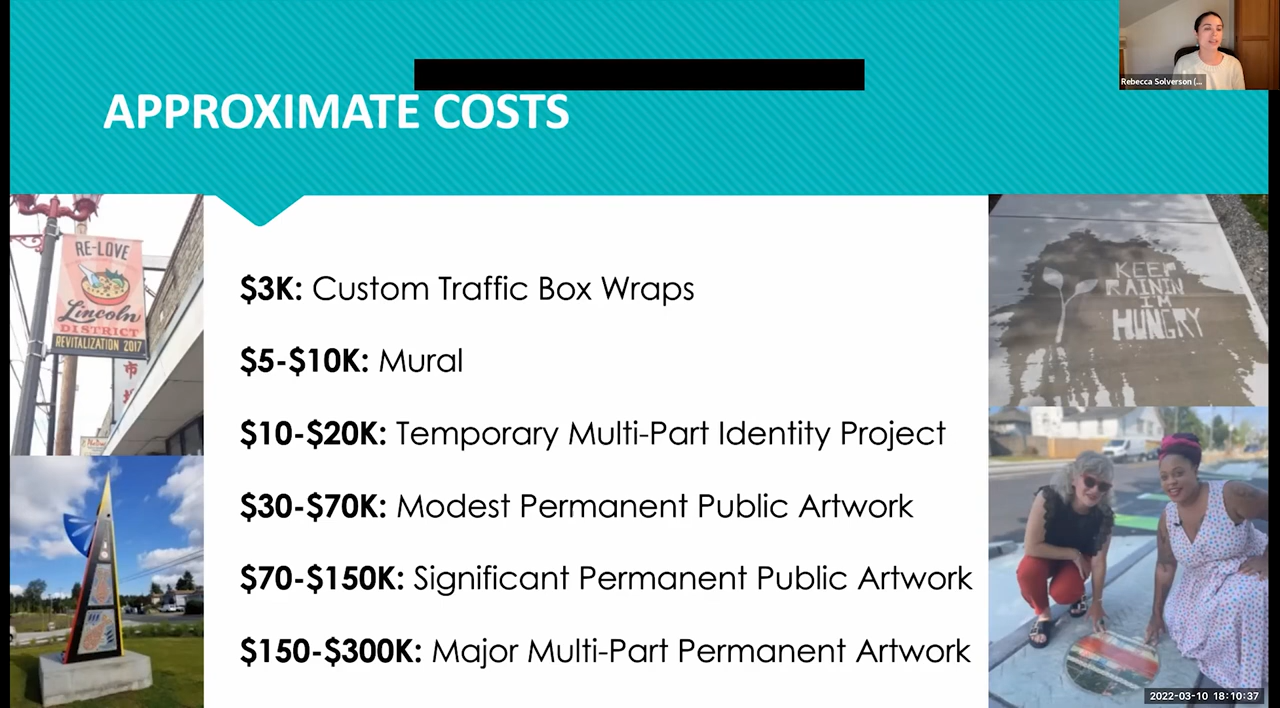 Rebecca Solverson (...
APPROXIMATE COSTS
RE-LOVE
Lincoln
DISTRICT
REVITALIZATION 2017
市
KEEP
RAININ
IM
HUNGRY
$3K: Custom Traffic Box Wraps
$5-$10K: Mural
$10-$20K: Temporary Multi-Part Identity Project
$30-$70K: Modest Permanent Public Artwork
$70-$150K: Significant Permanent Public Artwork
$150-$300K: Major Multi-Part Permanent Artwork
2022-03-10 18:10:37